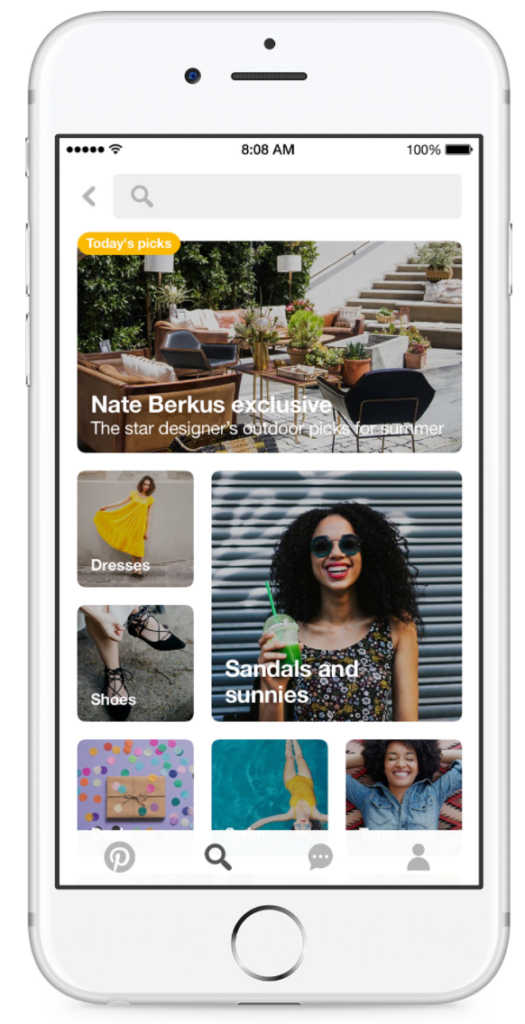 8:08 AM
100%
Today's picks
Nate Berkus exclusive
The star designer's outdoor picks for summer
Dresses
Sandals and
sunnies
Shoes